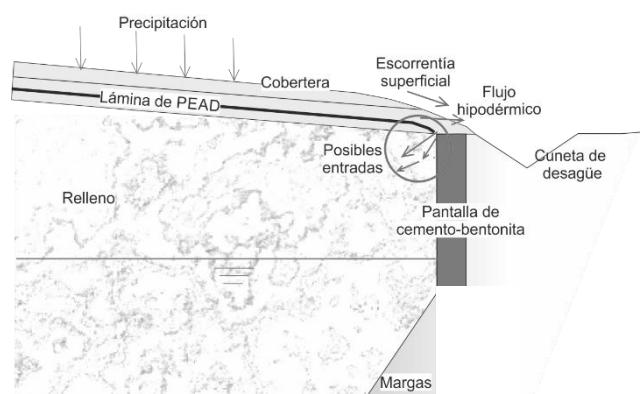 Precipitación
Cobertera
Escorrentía
superficial
Flujo
hipodérmico
Lámina de PEAD
Posibles
entradas
Cuneta de
desagüe
Relleno
Pantalla de
cemento-bentonita
Margas